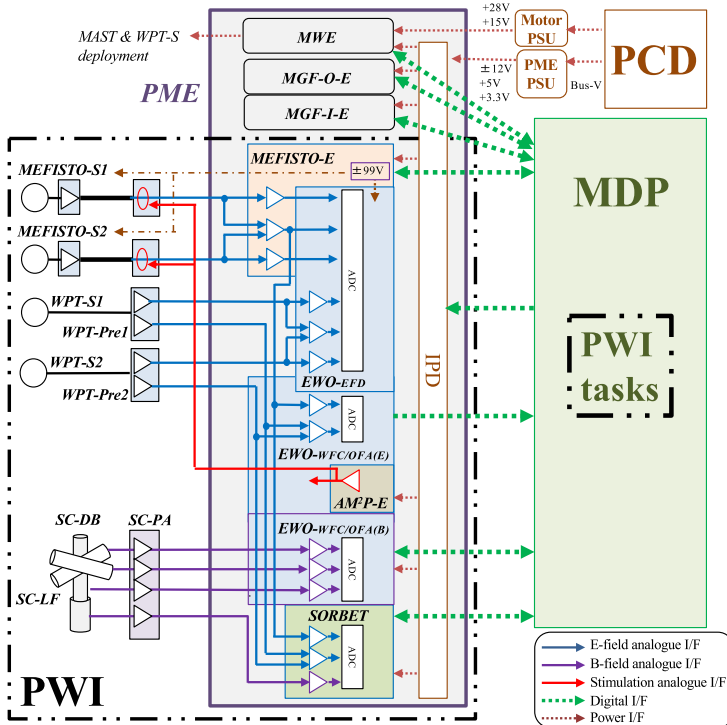 MAST & WPT-S
deployment
PME
MWE
MGF-O-E
MGF-I-E
+28V
+15V
Motor
PSU
±12V
+5V
+3.3V
PME
PSU
Bus-V
PCD
MEFISTO-S1
MEFISTO-S2
MEFISTO-E
±99V
ADC
WPT-S1
WPT-Pre1
WPT-S2
WPT-Pre2
EWO-EFD
IPD
MDP
PWI
tasks
ADC
EWO-WFC/OFA(E)
AM²P-E
SC-DB
SC-PA
SC-LF
EWO-WFC/OFA(B)
ADC
SORBET
ADC
PWI
E-field analogue I/F
B-field analogue I/F
Stimulation analogue I/F
Digital I/F
Power I/F